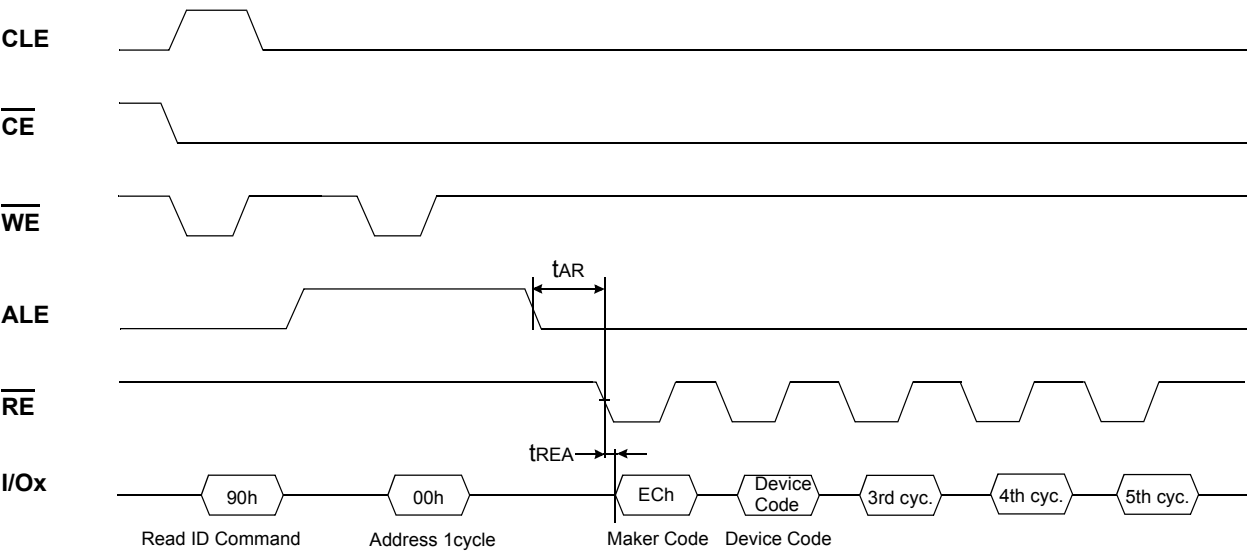 CLE
CE
WE
tAR
ALE
RE
tREA
I/Ox
90h
00h
ECh
Device
Code
3rd cyc.
4th cyc.
5th cyc.
Read ID Command
Address 1cycle
Maker Code
Device Code